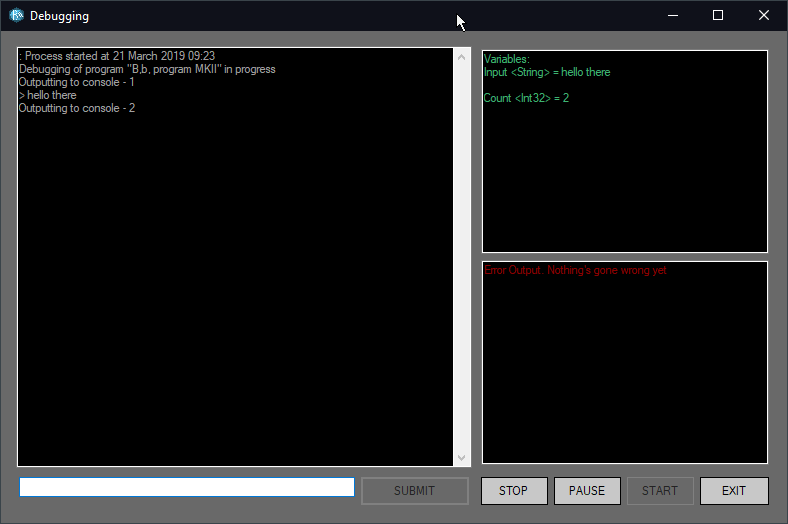 Debugging
: Process started at 21 March 2019 09:23
Debugging of program "B,b, program MKII" in progress
Outputting to console - 1
> hello there
Outputting to console - 2
Variables:
Input <String> = hello there
Count <Int32> = 2
Error Output. Nothing's gone wrong yet
SUBMIT
STOP
PAUSE
START
EXIT